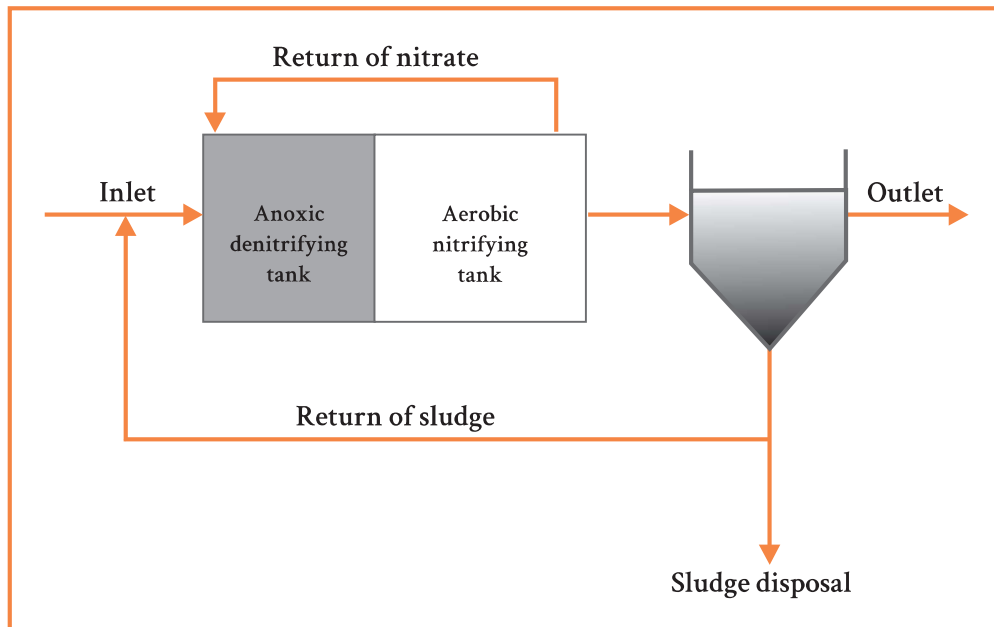 Return of nitrate
Inlet
Anoxic
denitrifying
tank
Aerobic
nitrifying
tank
Outlet
Return of sludge
Sludge disposal